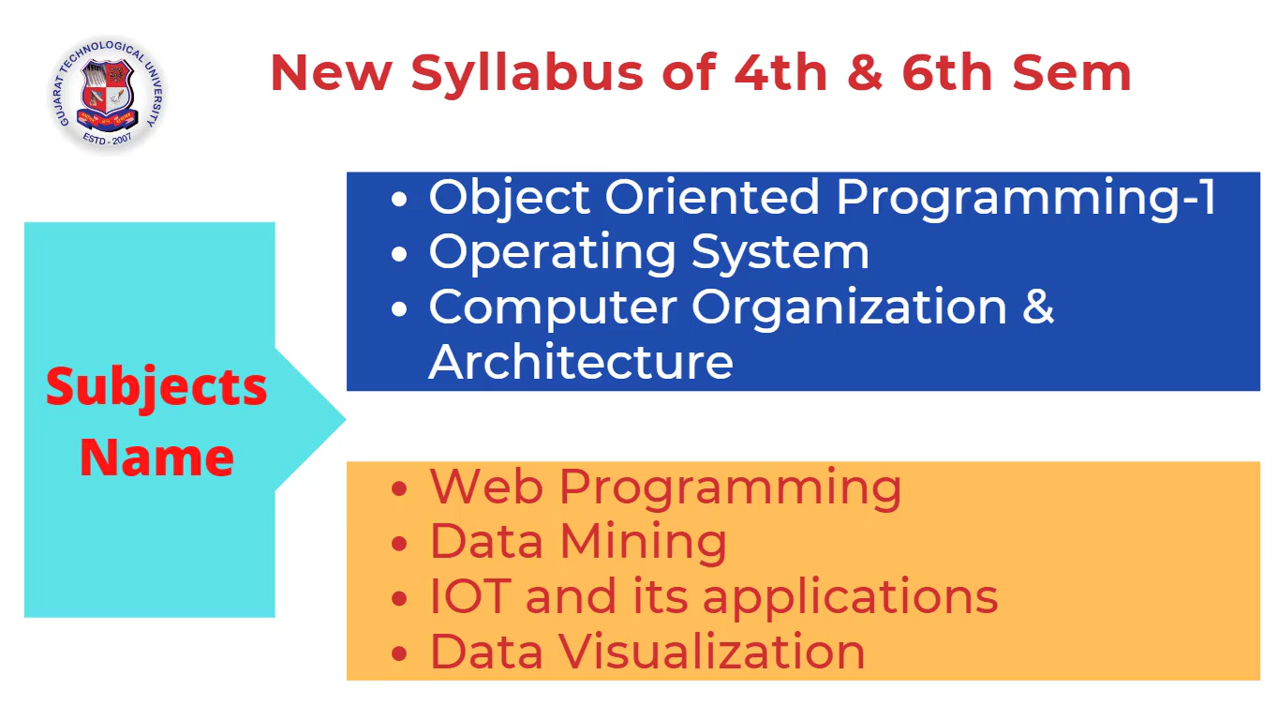 GUJARAT TECHNOLOGICAL UNIVERSITY
ESTD - 2007
New Syllabus of 4th & 6th Sem
Subjects
Name
• Object Oriented Programming-1
• Operating System
• Computer Organization &
Architecture
• Web Programming
• Data Mining
• IOT and its applications
• Data Visualization